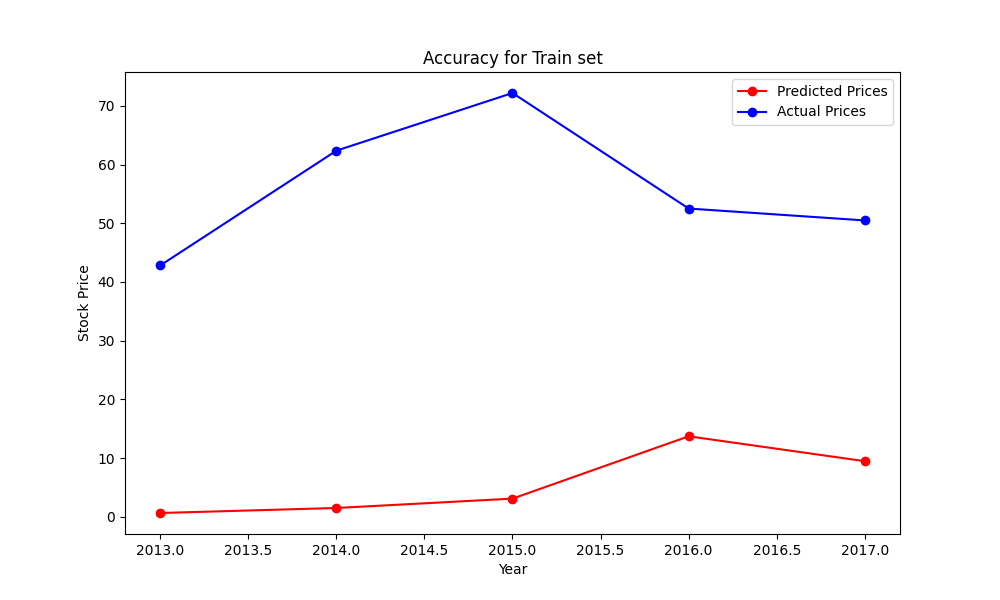 Accuracy for Train set
Predicted Prices
Actual Prices
70
60
50
40
30
20
10
0
Stock Price
2013.0 2013.5 2014.0 2014.5 2015.0 2015.5 2016.0 2016.5 2017.0
Year